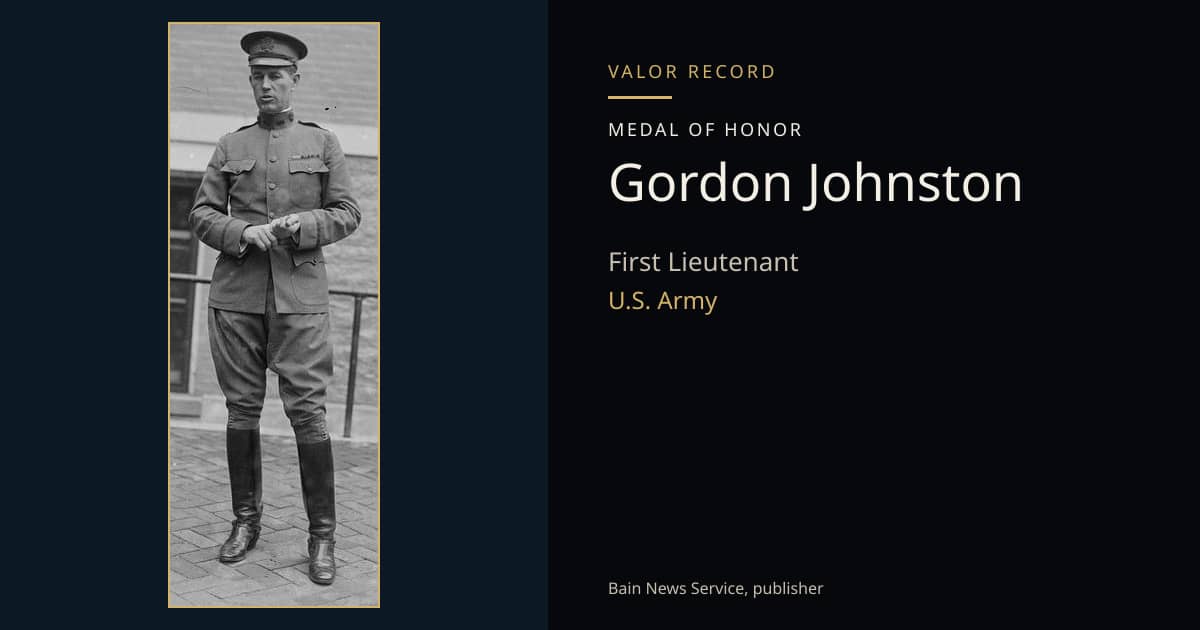 VALOR RECORD
MEDAL OF HONOR
Gordon Johnston
First Lieutenant
U.S. Army
Bain News Service, publisher